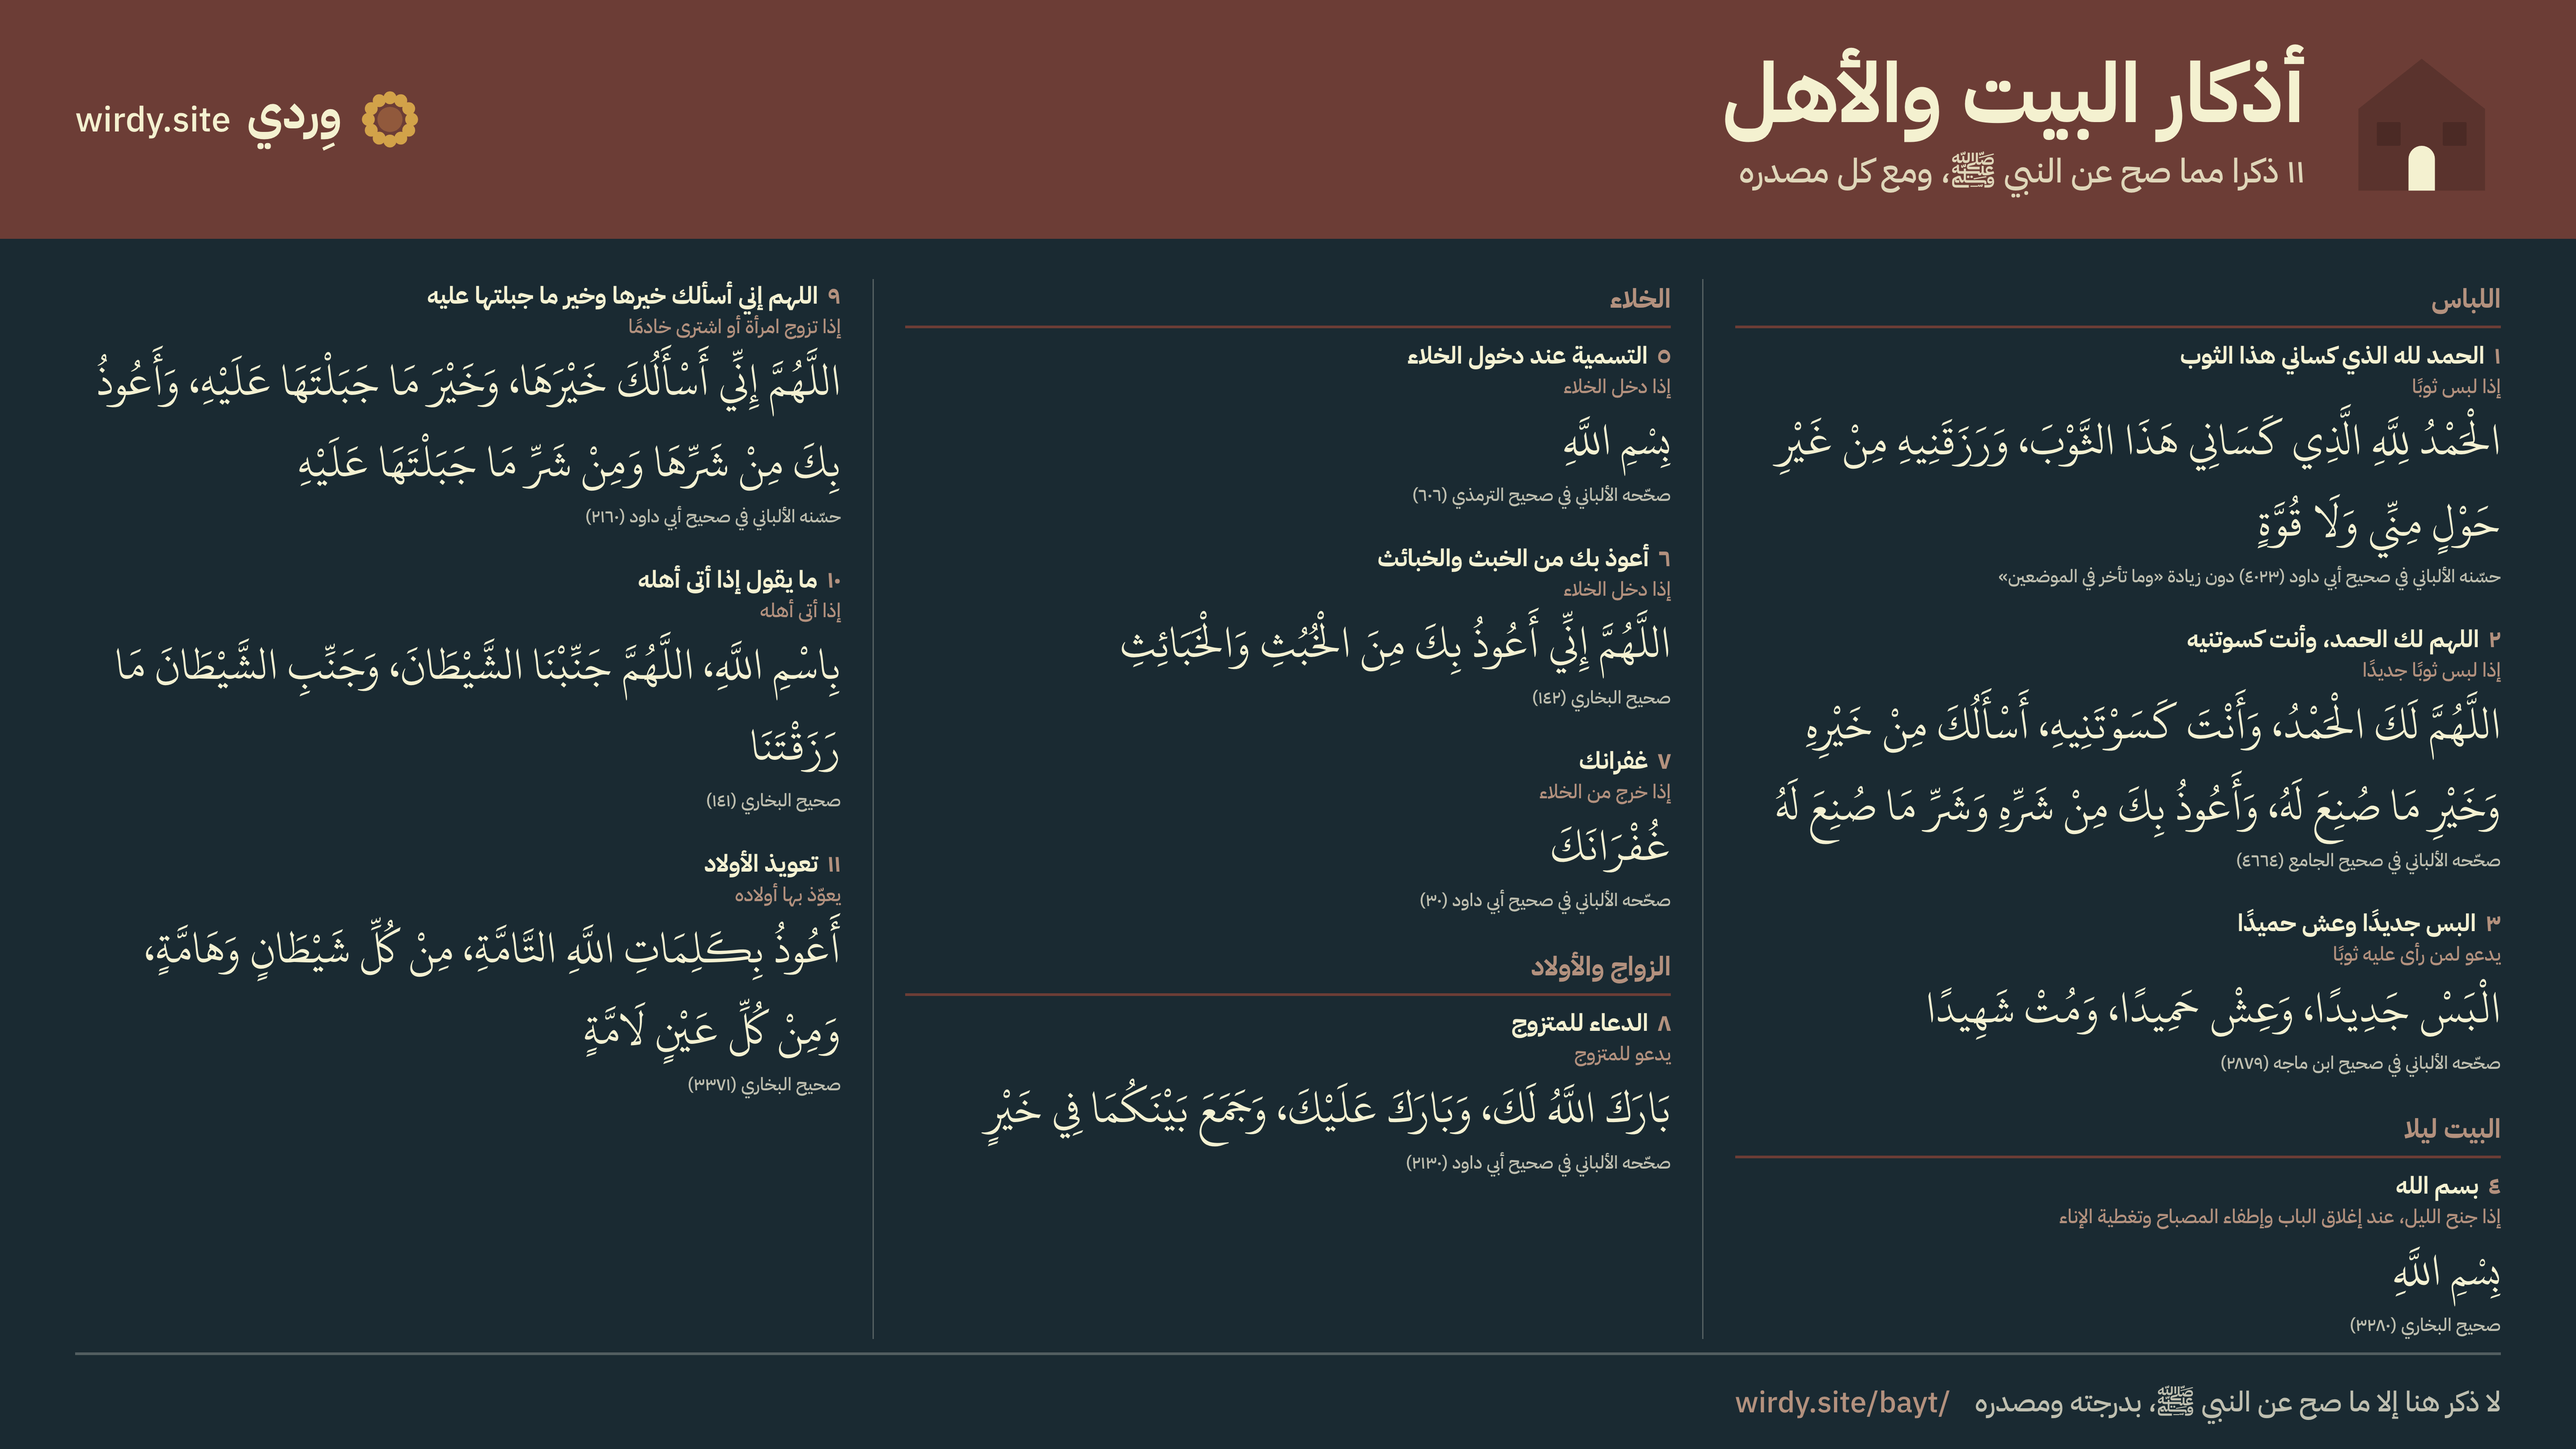 أذكار البيت والأهل
١١ ذكرا مما صح عن النبي ﷺ، ومع كل مصدره
وِردي wirdy.site
اللباس
١ الحمد لله الذي كساني هذا الثوب
إذا لبس ثوبًا
الْحَمْدُ لِلَّهِ الَّذِي كَسَانِي هَذَا الثَّوْبَ، وَرَزَقَنِيهِ مِنْ غَيْرِ
حَوْلٍ مِنِّي وَلَا قُوَّةٍ
حسّنه الألباني في صحيح أبي داود (٤٠٢٣) دون زيادة «وما تأخر في الموضعين»
٢ اللهم لك الحمد، وأنت كسوتنيه
إذا لبس ثوبًا جديدًا
اللَّهُمَّ لَكَ الْحَمْدُ، وَأَنْتَ كَسَوْتَنِيهِ، أَسْأَلُكَ مِنْ خَيْرِهِ
وَخَيْرِ مَا صُنِعَ لَهُ، وَأَعُوذُ بِكَ مِنْ شَرِّهِ وَشَرِّ مَا صُنِعَ لَهُ
صحّحه الألباني في صحيح الجامع (٤٦٦٤)
٣ البس جديدًا وعش حميدًا
يدعو لمن رأى عليه ثوبًا
الْبَسْ جَدِيدًا، وَعِشْ حَمِيدًا، وَمُتْ شَهِيدًا
صحّحه الألباني في صحيح ابن ماجه (٢٨٧٩)
البيت ليلا
٤ بسم الله
إذا جنح الليل، عند إغلاق الباب وإطفاء المصباح وتغطية الإناء
بِسْمِ اللَّهِ
صحيح البخاري (٣٢٨٠)
الخلاء
٥ التسمية عند دخول الخلاء
إذا دخل الخلاء
بِسْمِ اللَّهِ
صحّحه الألباني في صحيح الترمذي (٦٠٦)
٦ أعوذ بك من الخبث والخبائث
إذا دخل الخلاء
اللَّهُمَّ إِنِّي أَعُوذُ بِكَ مِنَ الْخُبُثِ وَالْخَبَائِثِ
صحيح البخاري (١٤٢)
٧ غفرانك
إذا خرج من الخلاء
غُفْرَانَكَ
صحّحه الألباني في صحيح أبي داود (٣٠)
الزواج والأولاد
٨ الدعاء للمتزوج
يدعو للمتزوج
بَارَكَ اللَّهُ لَكَ، وَبَارَكَ عَلَيْكَ، وَجَمَعَ بَيْنَكُمَا فِي خَيْرٍ
صحّحه الألباني في صحيح أبي داود (٢١٣٠)
٩ اللهم إني أسألك خيرها وخير ما جبلتها عليه
إذا تزوج امرأة أو اشترى خادمًا
اللَّهُمَّ إِنِّي أَسْأَلُكَ خَيْرَهَا، وَخَيْرَ مَا جَبَلْتَهَا عَلَيْهِ، وَأَعُوذُ
بِكَ مِنْ شَرِّهَا وَمِنْ شَرِّ مَا جَبَلْتَهَا عَلَيْهِ
حسّنه الألباني في صحيح أبي داود (٢١٦٠)
١٠ ما يقول إذا أتى أهله
إذا أتى أهله
بِاسْمِ اللَّهِ، اللَّهُمَّ جَنِّبْنَا الشَّيْطَانَ، وَجَنِّبِ الشَّيْطَانَ مَا
رَزَقْتَنَا
صحيح البخاري (١٤١)
١١ تعويذ الأولاد
يعوّذ بها أولاده
أَعُوذُ بِكَلِمَاتِ اللَّهِ التَّامَّةِ، مِنْ كُلِّ شَيْطَانٍ وَهَامَّةٍ،
وَمِنْ كُلِّ عَيْنٍ لَامَّةٍ
صحيح البخاري (٣٣٧١)
لا ذكر هنا إلا ما صح عن النبي ﷺ، بدرجته ومصدره wirdy.site/bayt/